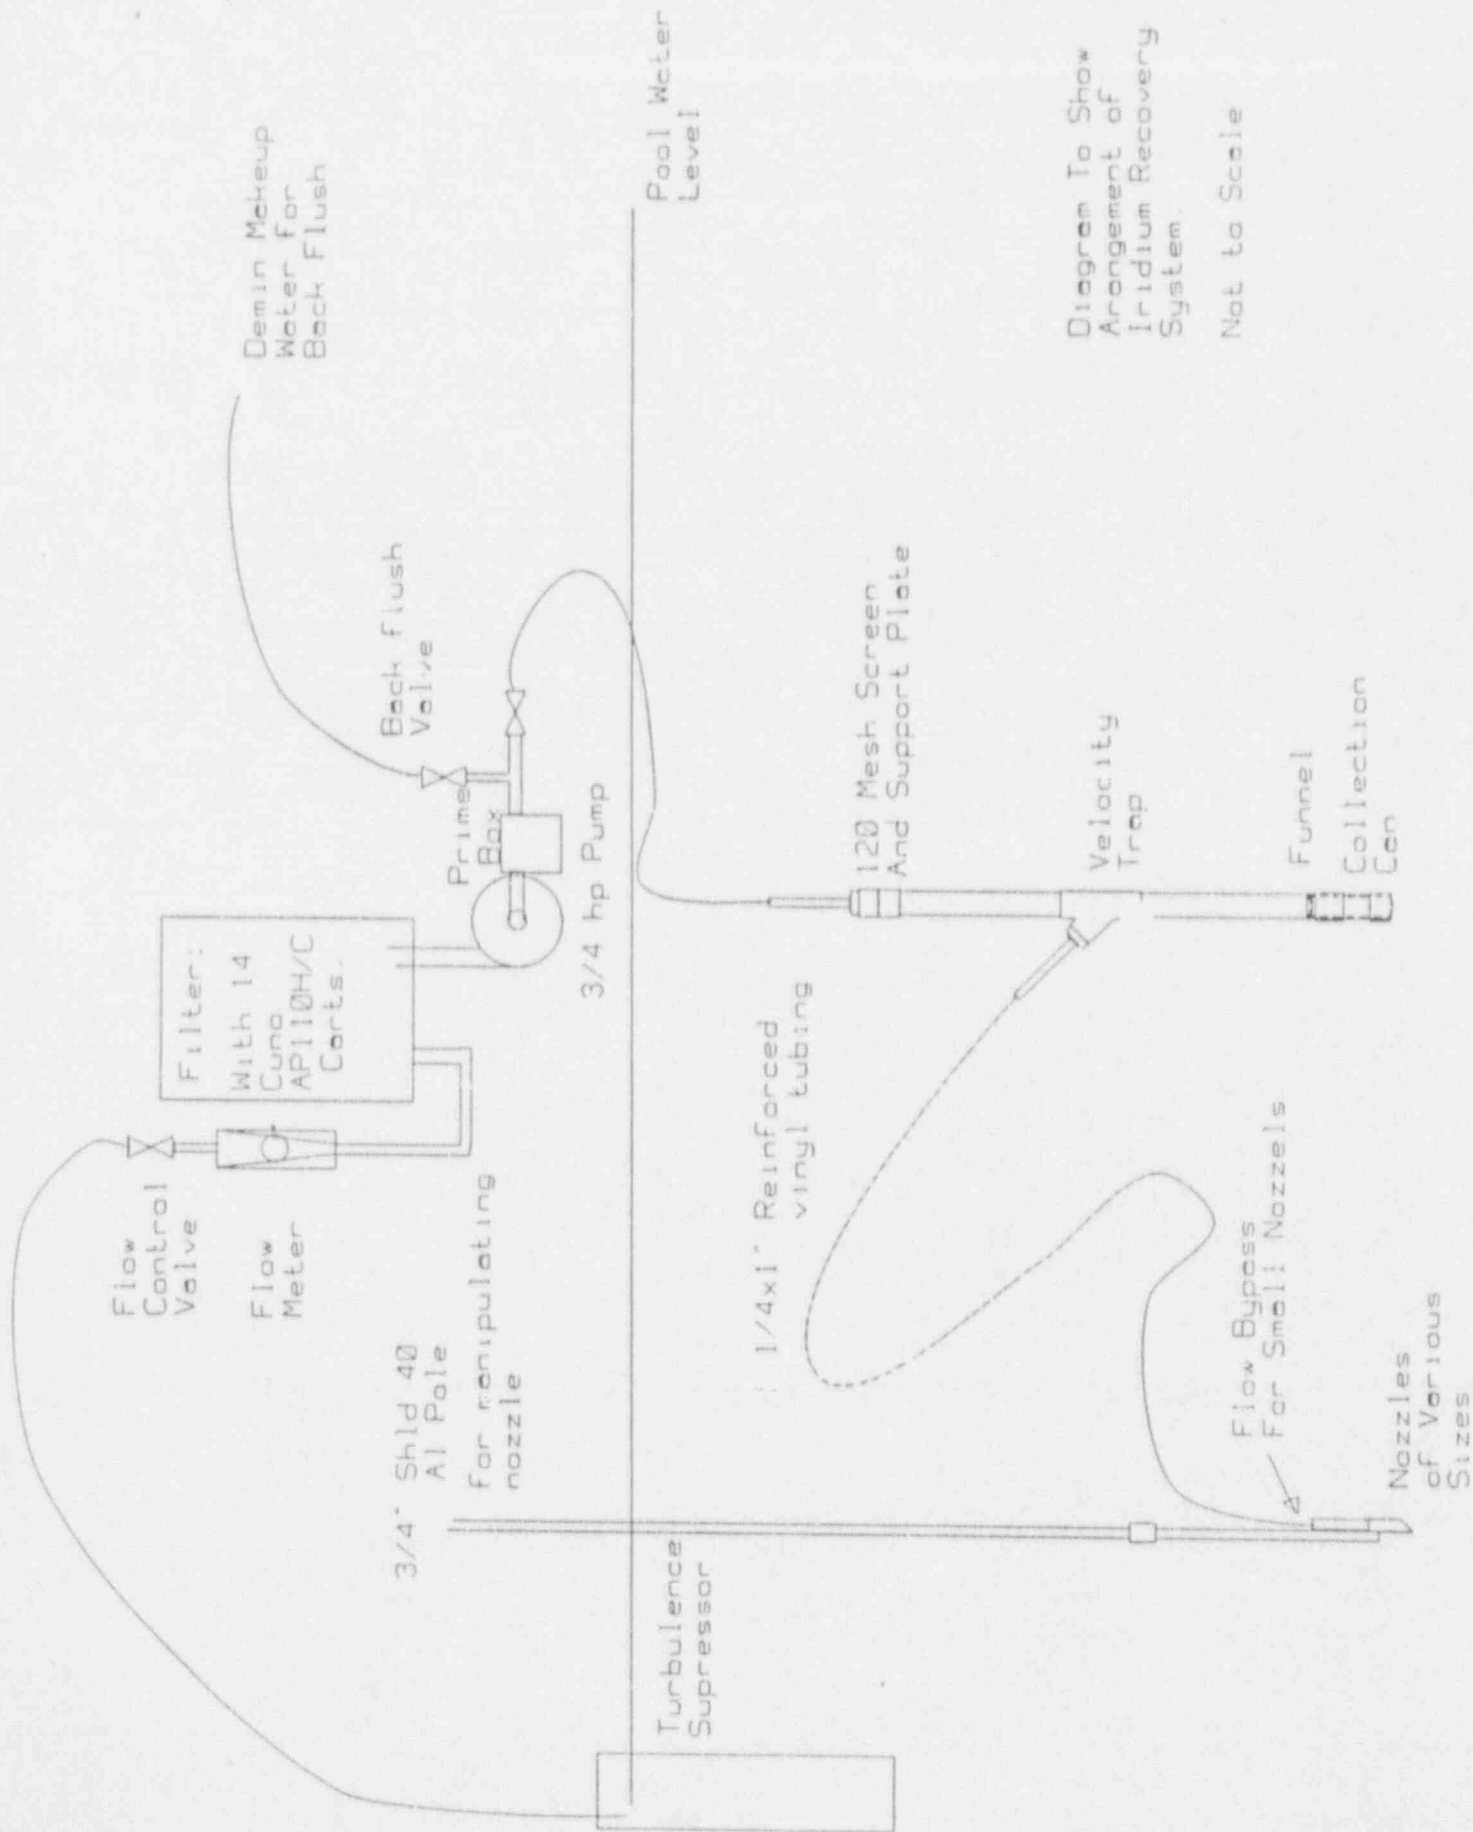 Flow
Control
Valve
Flow
Meter
Filter:
With 14
Cuno
AP110H/C
Carts.
Demin Makeup
Water for
Back Flush
Back flush
Valve
Prime
Box
3/4" Shld 40
Al Pole
for manipulating
nozzle
3/4 hp Pump
Pool Water
Level
Turbulence
Supressor
1/4x1" Reinforced
vinyl tubing
120 Mesh Screen
And Support Plate
Velocity
Trap
Diagram To Show
Arangement of
Iridium Recovery
System.
Not to Scale
Flow Bypass
For Small Nozzels
Funnel
Collection
Can
Nozzles
of Various
Sizes